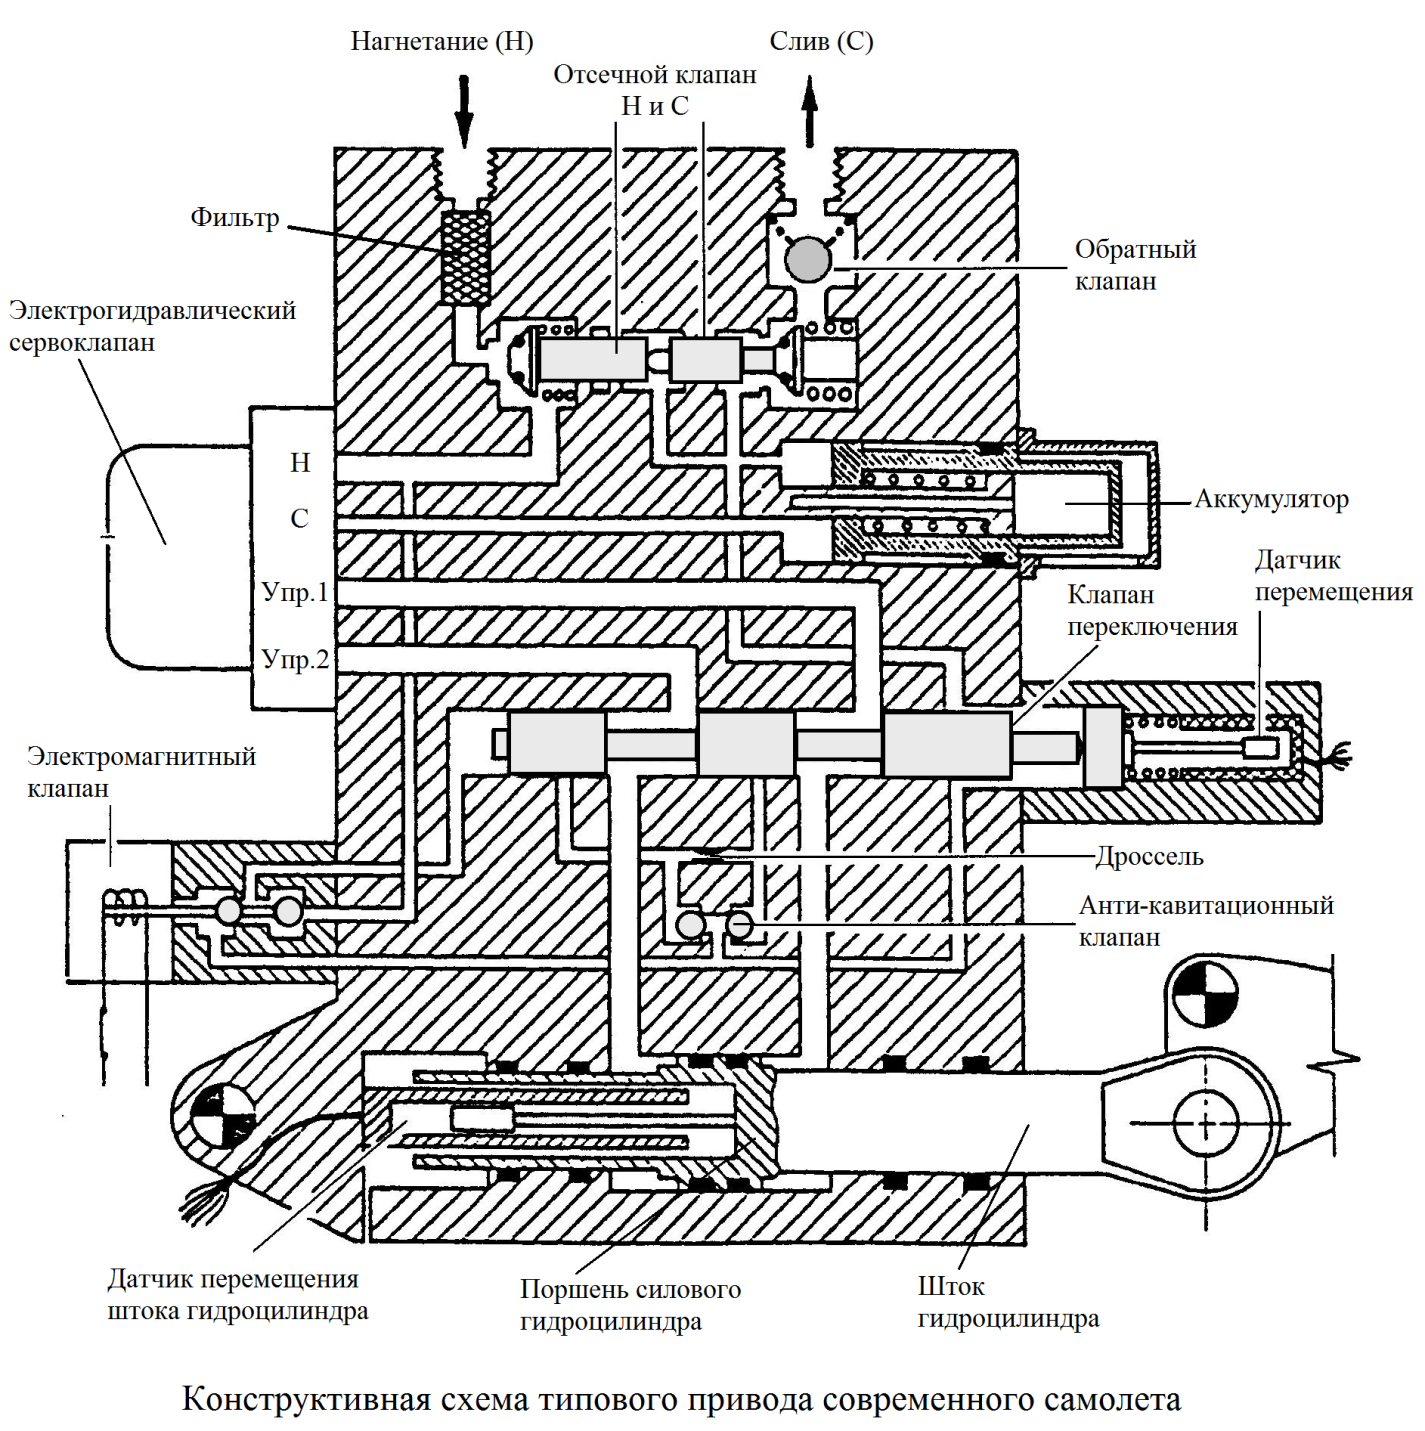 Нагнетание (Н)
Слив (С)
Отсечной клапан
Н и С
Фильтр
Обратный
клапан
Электрогидравлический
сервоклапан
Н
С
Упр.1
Упр.2
Аккумулятор
Датчик
перемещения
Клапан
переключения
Электромагнитный
клапан
Дроссель
Анти-кавитационный
клапан
Датчик перемещения
штока гидроцилиндра
Поршень силового
гидроцилиндра
Шток
гидроцилиндра
Конструктивная схема типового привода современного самолета